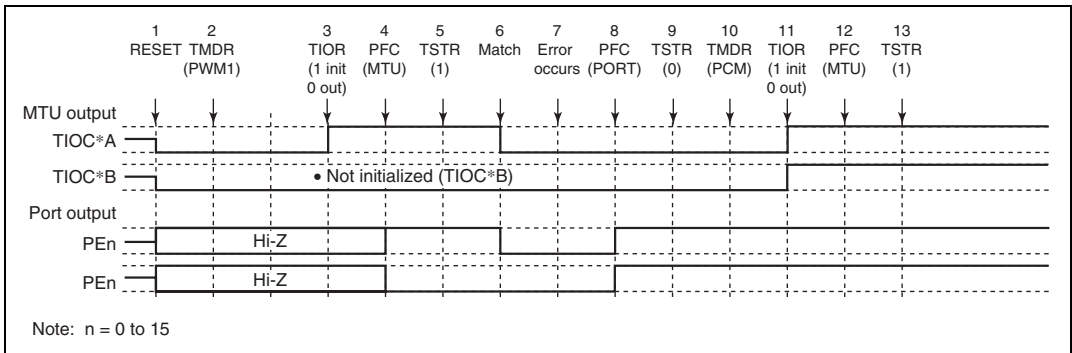 1 2 3 4 5 6 7 8 9 10 11 12 13
RESET TMDR TIOR PFC TSTR Match Error PFC TSTR TMDR TIOR PFC TSTR
(PWM1) (1 init (MTU) (1) occurs (PORT) (0) (PCM) (1 init (MTU) (1)
0 out) 0 out)
MTU output
TIOC*A
TIOC*B • Not initialized (TIOC*B)
Port output
PEn Hi-Z
PEn Hi-Z
Note: n = 0 to 15